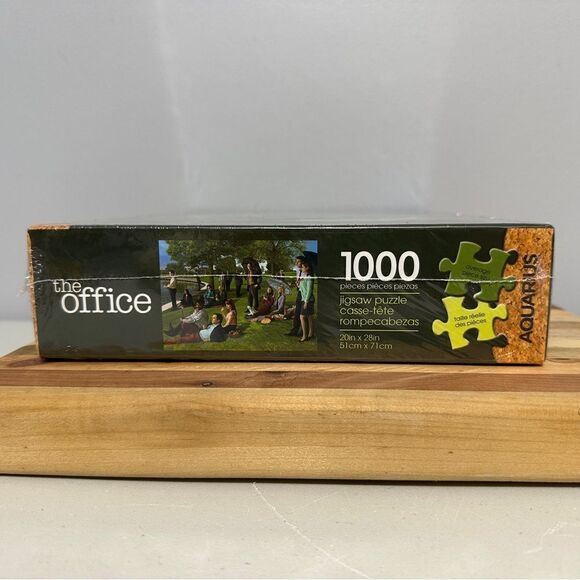 the
office
1000
pieces pièces piezas
jigsaw puzzle
casse-tête
rompecabezas
20in x 28in
51cm x 71cm
average
taille réelle
des pièces
AQUARIUS